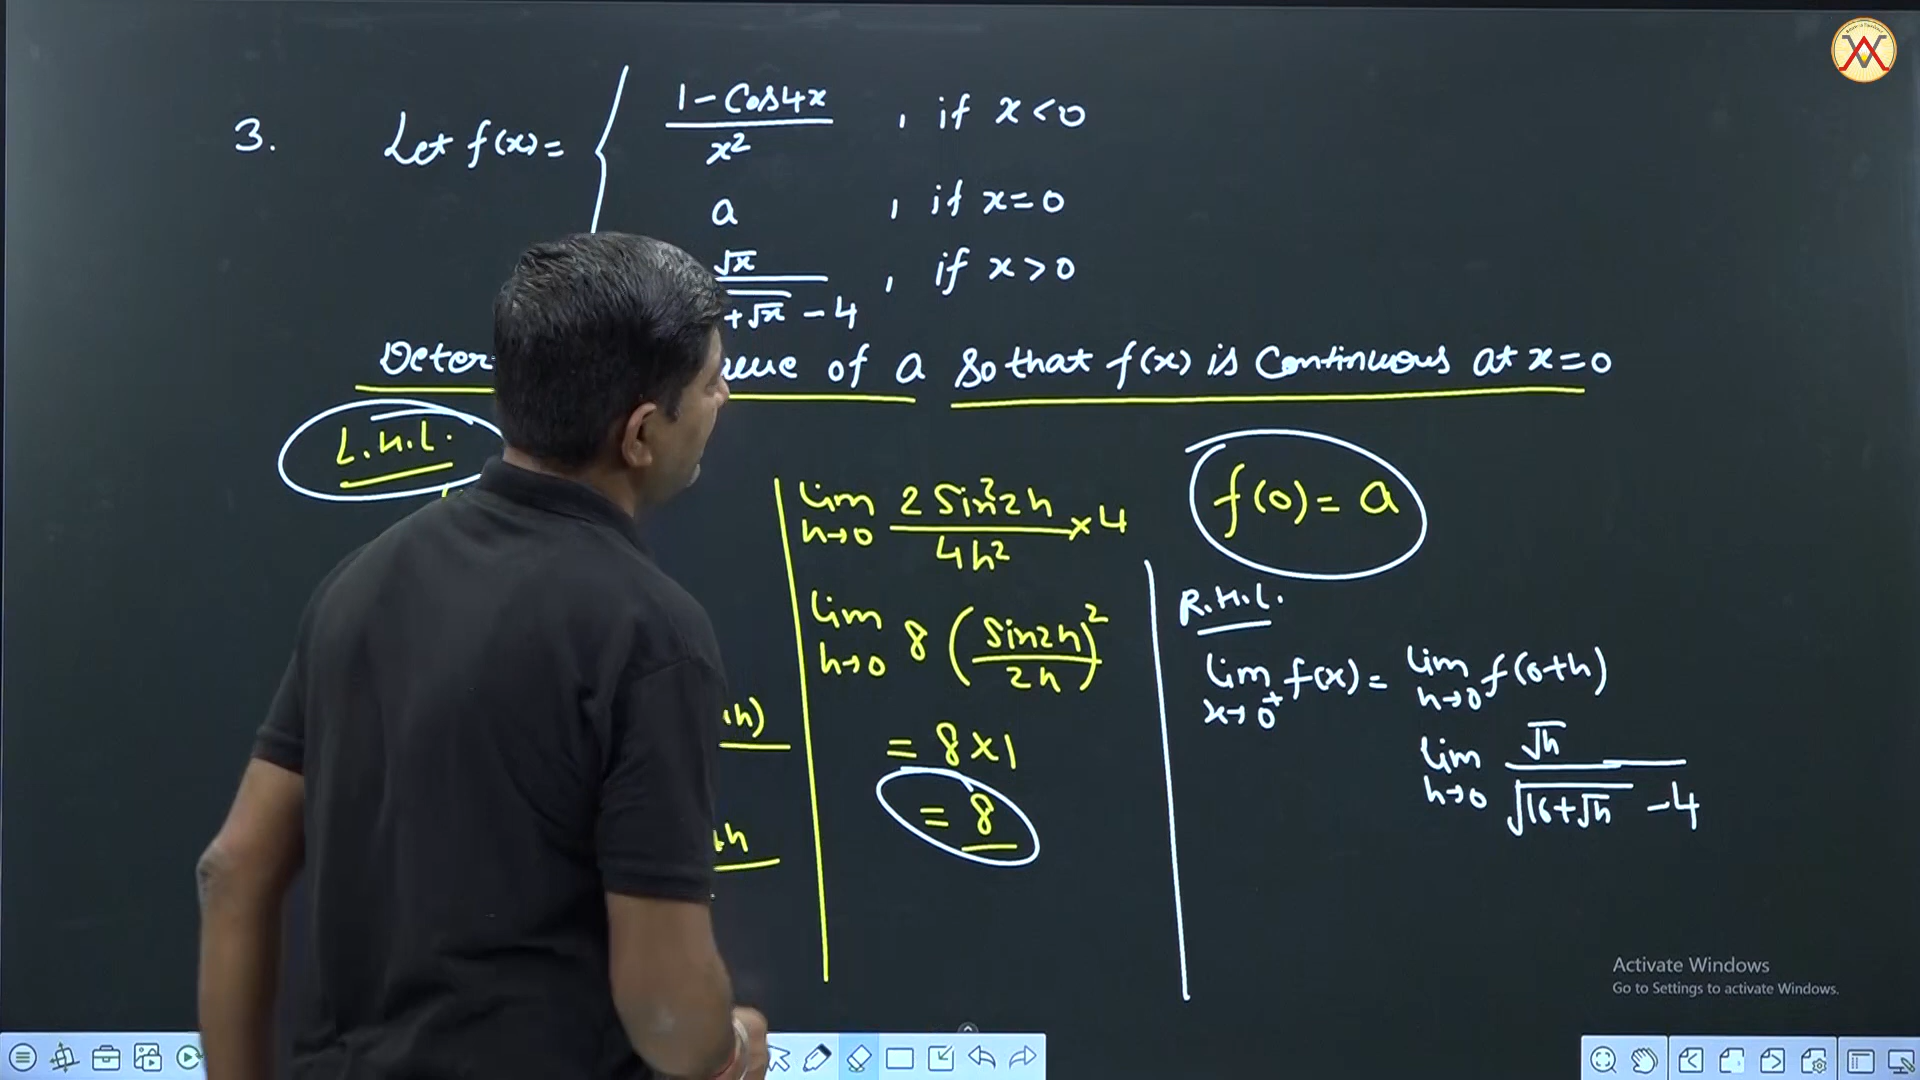 3. Let f(x) = { 1 - Cos4x / x² , if x < 0
a , if x = 0
√x / + √x - 4 , if x > 0
of a so that f(x) is Continuous at x = 0
L.H.L.
f(0) = a
lim h→0 2 Sin²2h / 4h² × 4
lim h→0 8 (Sin2h / 2h)²
= 8 × 1
= 8
R.H.L.
lim x→0⁺ f(x) = lim h→0 f(0+h)
lim h→0 √h / √16+√h - 4
Activate Windows
Go to Settings to activate Windows.